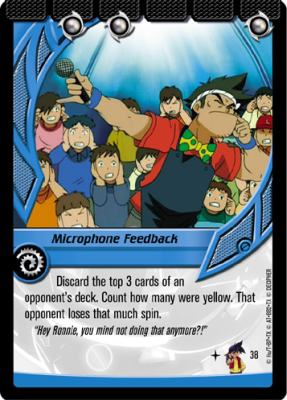 Microphone Feedback
Discard the top 3 cards of an
opponent's deck. Count how many were yellow. That
opponent loses that much spin.
"Hey Ronnie, you mind not doing that anymore?!"
38